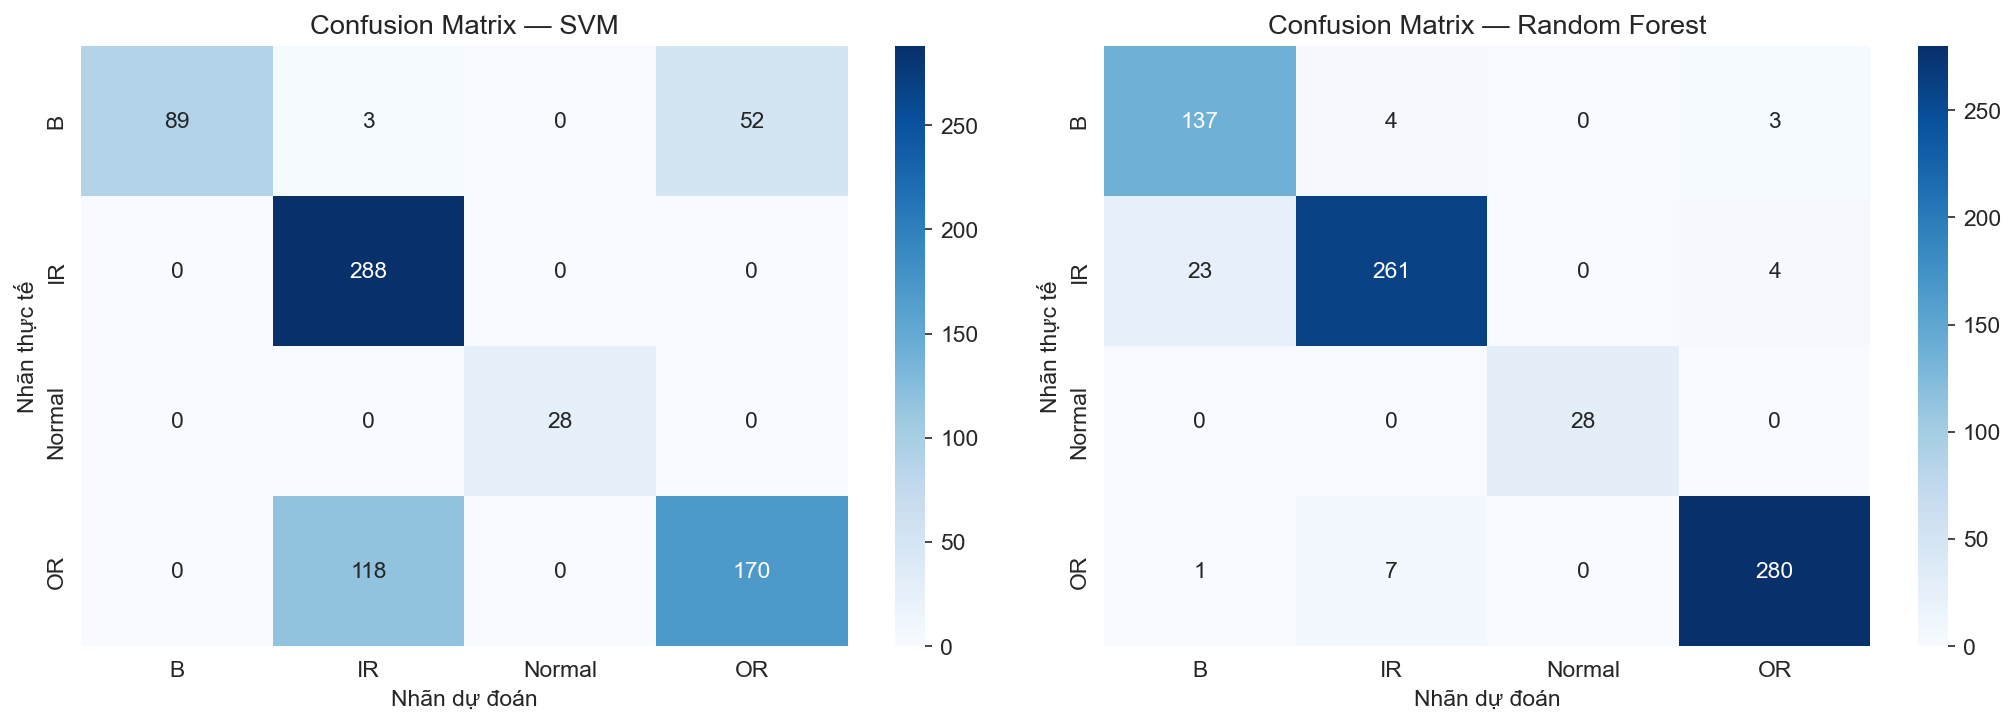 Confusion Matrix — SVM
Nhãn thực tế
B
89 3 0 52
IR
0 288 0 0
Normal
0 0 28 0
OR
0 118 0 170
B IR Normal OR
Nhãn dự đoán
250
200
150
100
50
0
Confusion Matrix — Random Forest
Nhãn thực tế
B
137 4 0 3
IR
23 261 0 4
Normal
0 0 28 0
OR
1 7 0 280
B IR Normal OR
Nhãn dự đoán
250
200
150
100
50
0